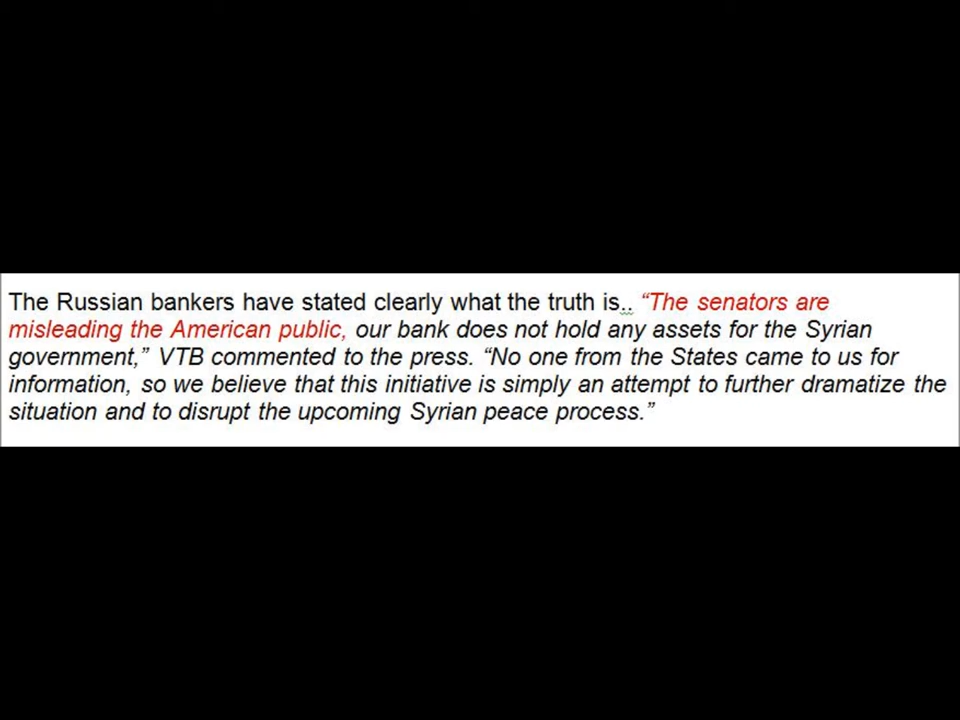 The Russian bankers have stated clearly what the truth is.. “The senators are
misleading the American public, our bank does not hold any assets for the Syrian
government,” VTB commented to the press. “No one from the States came to us for
information, so we believe that this initiative is simply an attempt to further dramatize the
situation and to disrupt the upcoming Syrian peace process.”